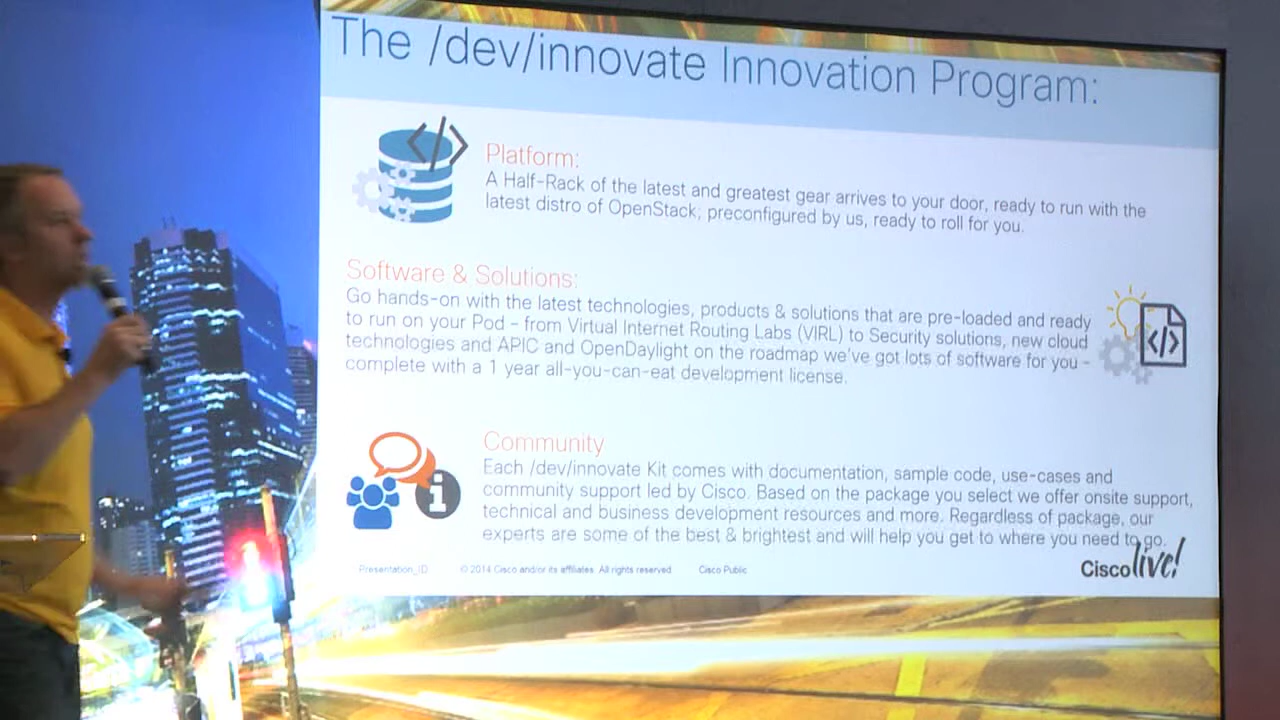 The /dev/innovate Innovation Program:
Platform:
A Half-Rack of the latest and greatest gear arrives to your door, ready to run with the
latest distro of OpenStack; preconfigured by us, ready to roll for you.
Software & Solutions:
Go hands-on with the latest technologies, products & solutions that are pre-loaded and ready
to run on your Pod - from Virtual Internet Routing Labs (VIRL) to Security solutions, new cloud
technologies and APIC and OpenDaylight on the roadmap we've got lots of software for you -
complete with a 1 year all-you-can-eat development license.
Community
Each /dev/innovate Kit comes with documentation, sample code, use-cases and
community support led by Cisco. Based on the package you select we offer onsite support,
technical and business development resources and more. Regardless of package, our
experts are some of the best & brightest and will help you get to where you need to go.
Presentation_ID © 2014 Cisco and/or its affiliates. All rights reserved. Cisco Public
Cisco live!